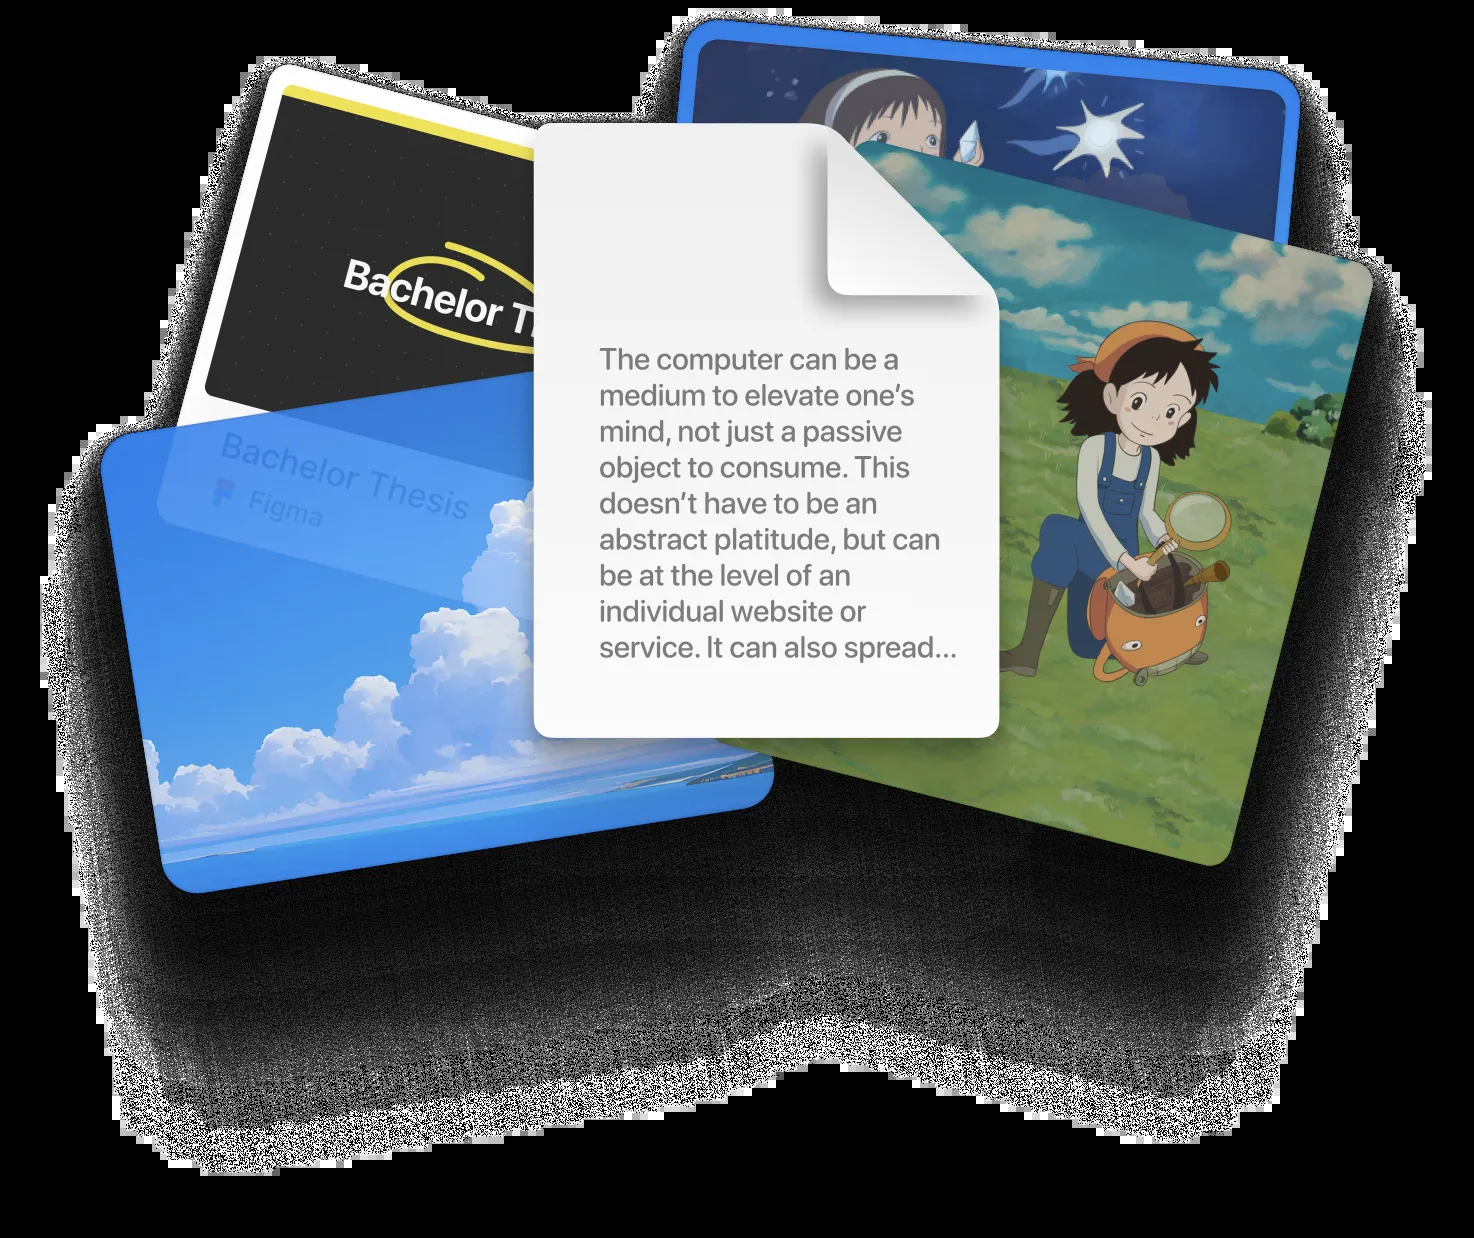 Bachelor T
Bachelor Thesis
Figma
The computer can be a
medium to elevate one’s
mind, not just a passive
object to consume. This
doesn’t have to be an
abstract platitude, but can
be at the level of an
individual website or
service. It can also spread...